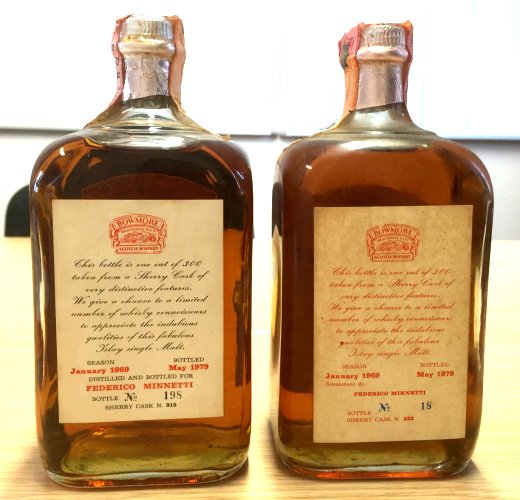 BOWMORE
SCOTCH WHISKY
This bottle is one out of 300
taken from a Sherry Cask of
very distinctive features.
We give a chance to a limited
number of whisky connoisseurs
to appreciate the indubious
qualities of this fabulous
Islay single Malt.
SEASON BOTTLED
January 1969 May 1979
DISTILLED AND BOTTLED FOR
FEDERICO MINNETTI
BOTTLE No 198
SHERRY CASK N.
BOWMORE
SCOTCH WHISKY
This bottle is one out of 300
taken from a Sherry Cask of
very distinctive features.
We give a chance to a limited
number of whisky connoisseurs
to appreciate the indubious
qualities of this fabulous
Islay single Malt.
SEASON BOTTLED
January 1969 May 1979
Selezionato da
FEDERICO MINNETTI
BOTTLE No 18
SHERRY CASK N.